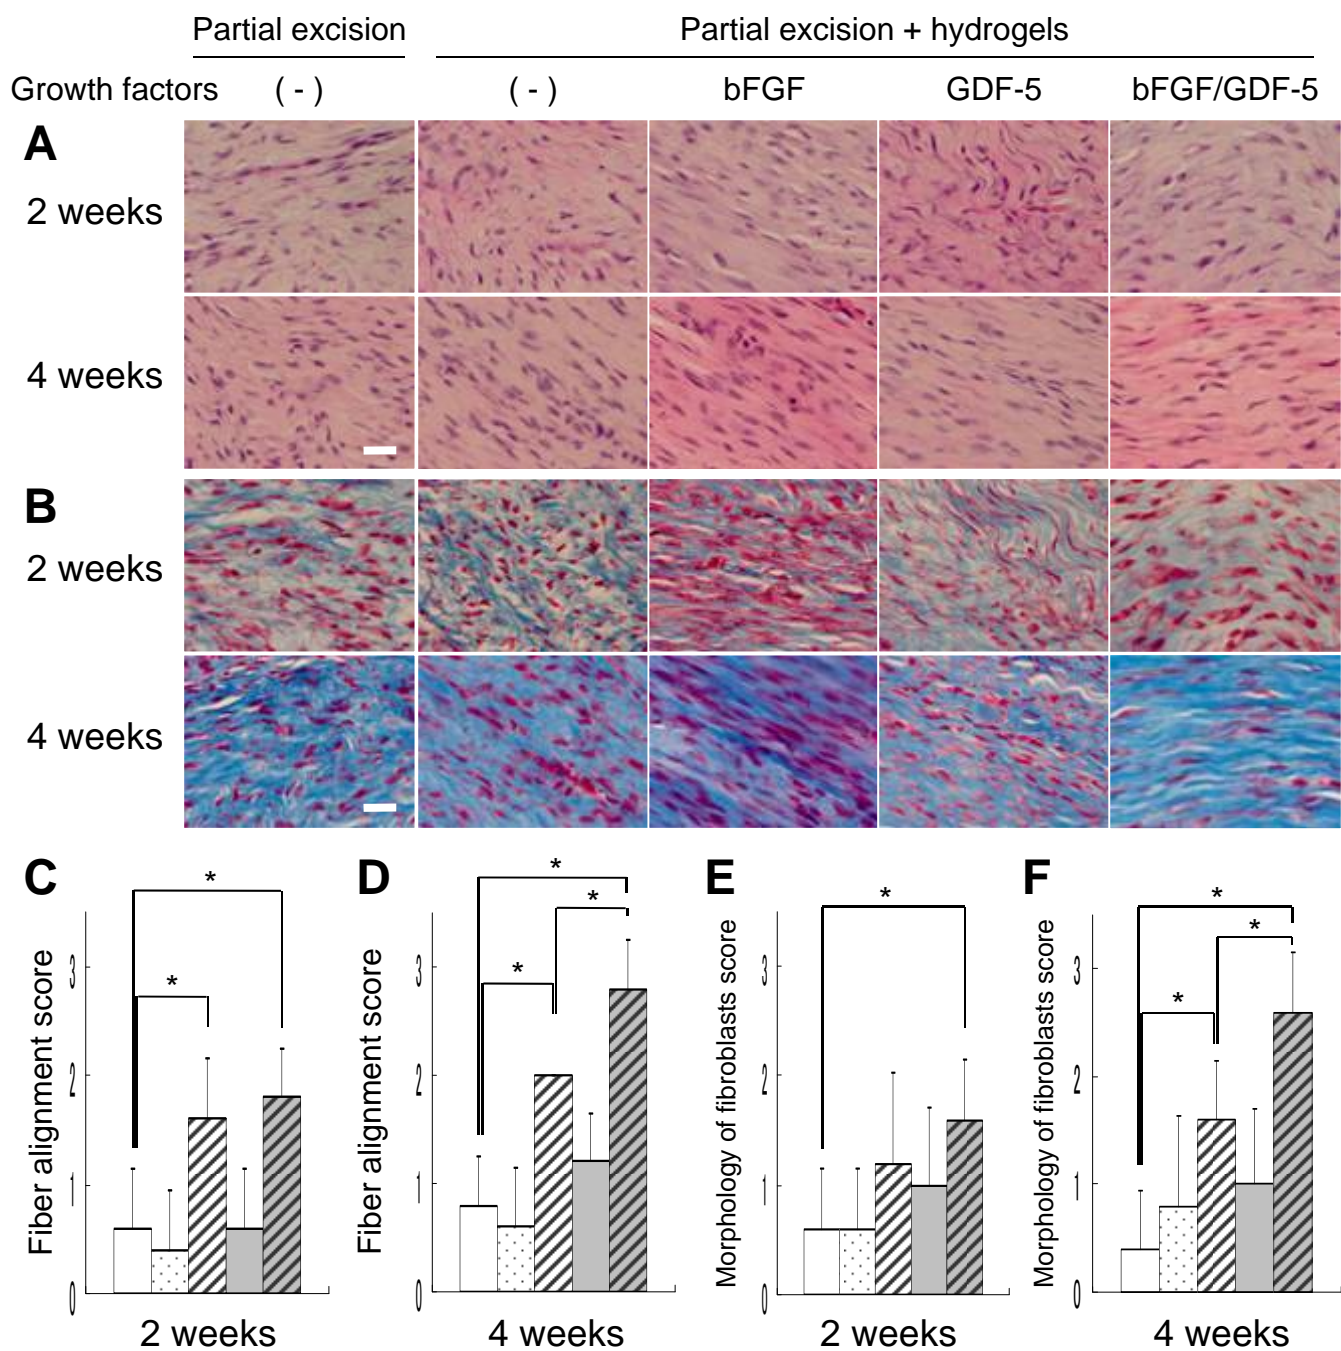 Partial excision Partial excision + hydrogels
Growth factors ( - ) ( - ) bFGF GDF-5 bFGF/GDF-5
A
2 weeks
4 weeks
B
2 weeks
4 weeks
C D E F
* * * *
* * * *
*
Fiber alignment score
3
2
1
0
2 weeks
Fiber alignment score
3
2
1
0
4 weeks
Morphology of fibroblasts score
3
2
1
0
2 weeks
Morphology of fibroblasts score
3
2
1
0
4 weeks